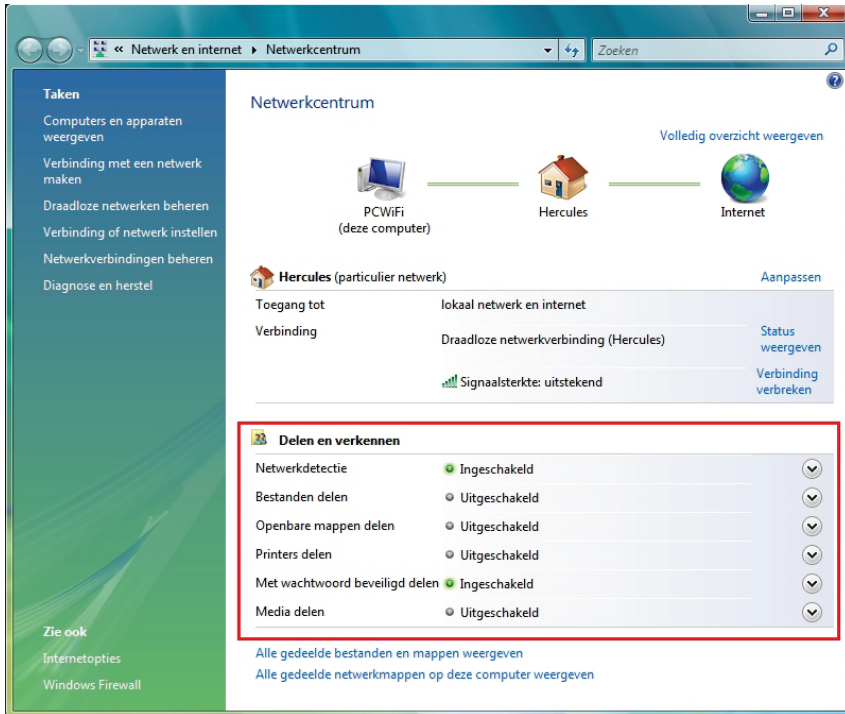 « Netwerk en internet ▸ Netwerkcentrum
Zoeken
Taken
Computers en apparaten
weergeven
Verbinding met een netwerk
maken
Draadloze netwerken beheren
Verbinding of netwerk instellen
Netwerkverbindingen beheren
Diagnose en herstel
Netwerkcentrum
Volledig overzicht weergeven
PCWiFi
(deze computer)
Hercules
Internet
Hercules (particulier netwerk)
Aanpassen
Toegang tot lokaal netwerk en internet
Verbinding Draadloze netwerkverbinding (Hercules)
Status
weergeven
Signaalsterkte: uitstekend
Verbinding
verbreken
Delen en verkennen
Netwerkdetectie Ingeschakeld
Bestanden delen Uitgeschakeld
Openbare mappen delen Uitgeschakeld
Printers delen Uitgeschakeld
Met wachtwoord beveiligd delen Ingeschakeld
Media delen Uitgeschakeld
Alle gedeelde bestanden en mappen weergeven
Alle gedeelde netwerkmappen op deze computer weergeven
Zie ook
Internetopties
Windows Firewall